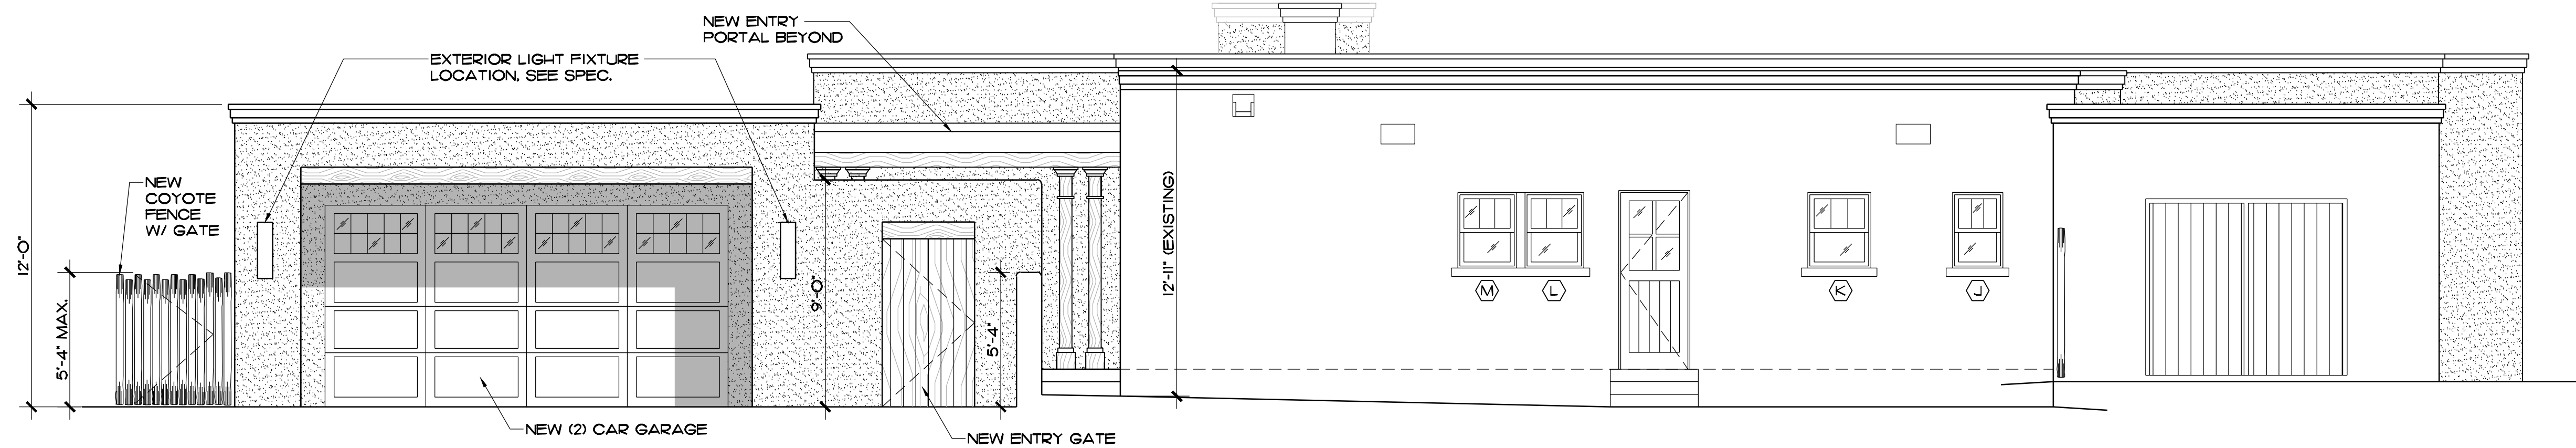 NEW ENTRY
PORTAL BEYOND
EXTERIOR LIGHT FIXTURE
LOCATION, SEE SPEC.
NEW
COYOTE
FENCE
W/ GATE
12'-0"
5'-4" MAX.
9'-0"
5'-4"
12'-11" (EXISTING)
M
L
K
J
NEW (2) CAR GARAGE
NEW ENTRY GATE